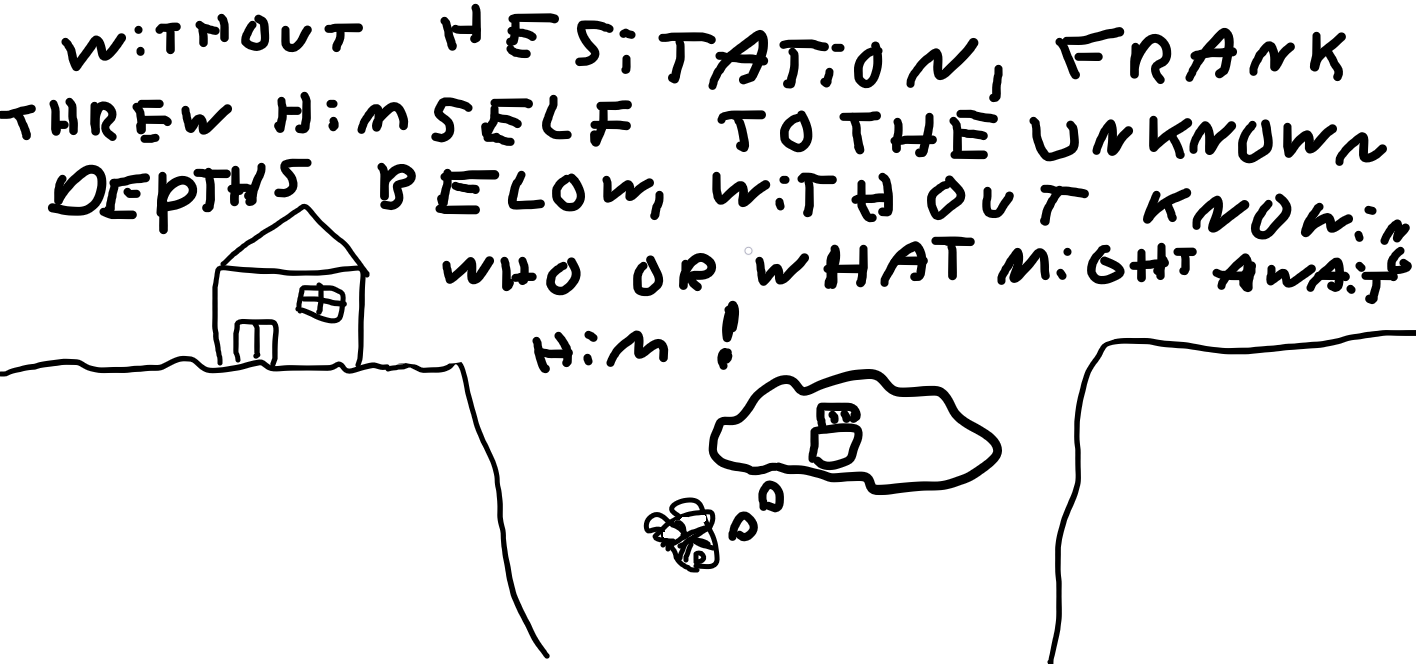 WITHOUT HESITATION, FRANK
THREW HIMSELF TO THE UNKNOWN
DEPTHS BELOW, WITHOUT KNOWING
WHO OR WHAT MIGHT AWAIT
HIM!